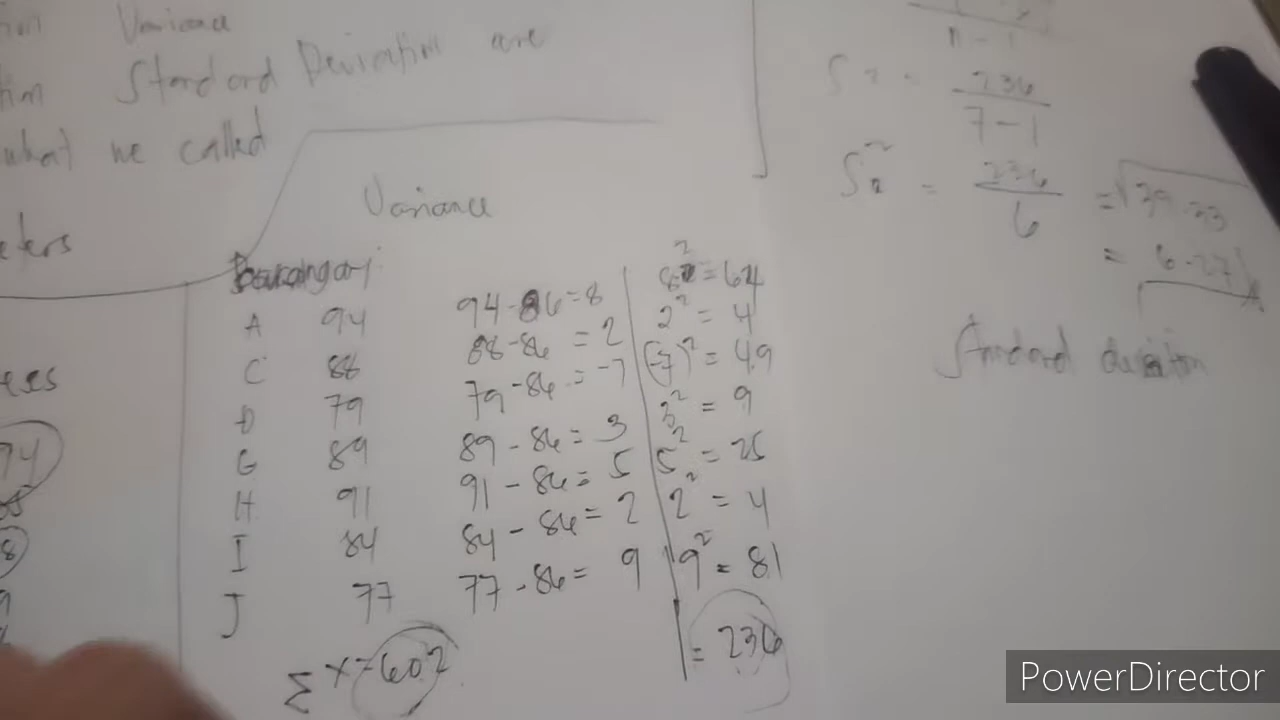 Variance
Standard Deviation are
what we called
n-1
236
7-1
S² = 236
6
= √39.33
= 6.27
Standard deviation
Variance
Barangay
A 94 94-86=8 8²=64
C 88 88-86=2 2²=4
D 79 79-86=-7 (-7)²=49
G 89 89-86=3 3²=9
H 91 91-86=5 5²=25
I 84 84-86=2 2²=4
J 77 77-86=9 9²=81
Σ x=602 = 236
PowerDirector